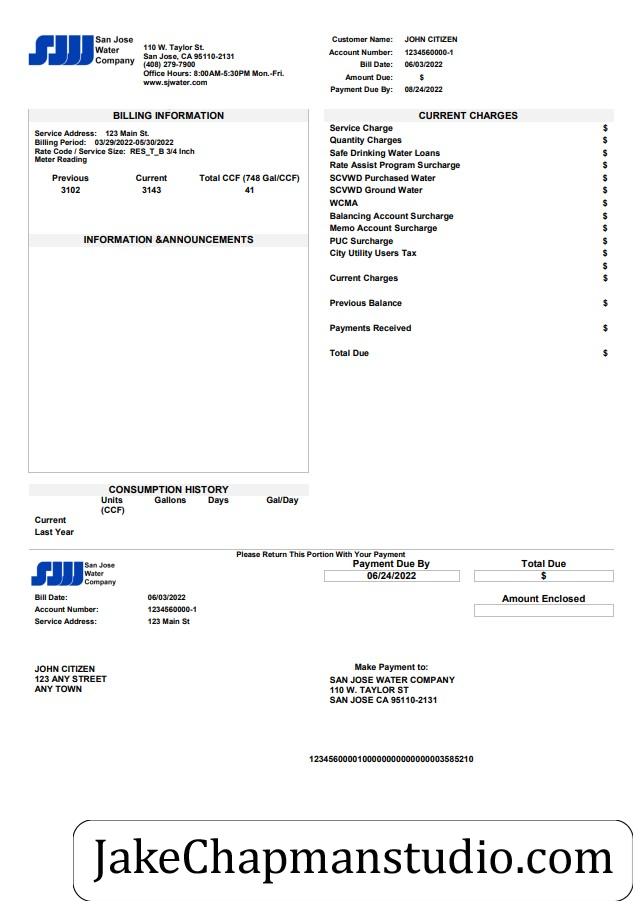 San Jose
Water
Company
110 W. Taylor St.
San Jose, CA 95110-2131
(408) 279-7900
Office Hours: 8:00AM-5:30PM Mon.-Fri.
www.sjwater.com
Customer Name: JOHN CITIZEN
Account Number: 1234560000-1
Bill Date: 06/03/2022
Amount Due: $
Payment Due By: 08/24/2022
BILLING INFORMATION
Service Address: 123 Main St.
Billing Period: 03/29/2022-05/30/2022
Rate Code / Service Size: RES_T_B 3/4 Inch
Meter Reading
Previous Current Total CCF (748 Gal/CCF)
3102 3143 41
INFORMATION &ANNOUNCEMENTS
CURRENT CHARGES
Service Charge $
Quantity Charges $
Safe Drinking Water Loans $
Rate Assist Program Surcharge $
SCVWD Purchased Water $
SCVWD Ground Water $
WCMA $
Balancing Account Surcharge $
Memo Account Surcharge $
PUC Surcharge $
City Utility Users Tax $
$
Current Charges $
Previous Balance $
Payments Received $
Total Due $
CONSUMPTION HISTORY
Units Gallons Days Gal/Day
(CCF)
Current
Last Year
Please Return This Portion With Your Payment
San Jose
Water
Company
Payment Due By Total Due
06/24/2022 $
Amount Enclosed
Bill Date: 06/03/2022
Account Number: 1234560000-1
Service Address: 123 Main St
JOHN CITIZEN
123 ANY STREET
ANY TOWN
Make Payment to:
SAN JOSE WATER COMPANY
110 W. TAYLOR ST
SAN JOSE CA 95110-2131
JakeChapmanstudio.com